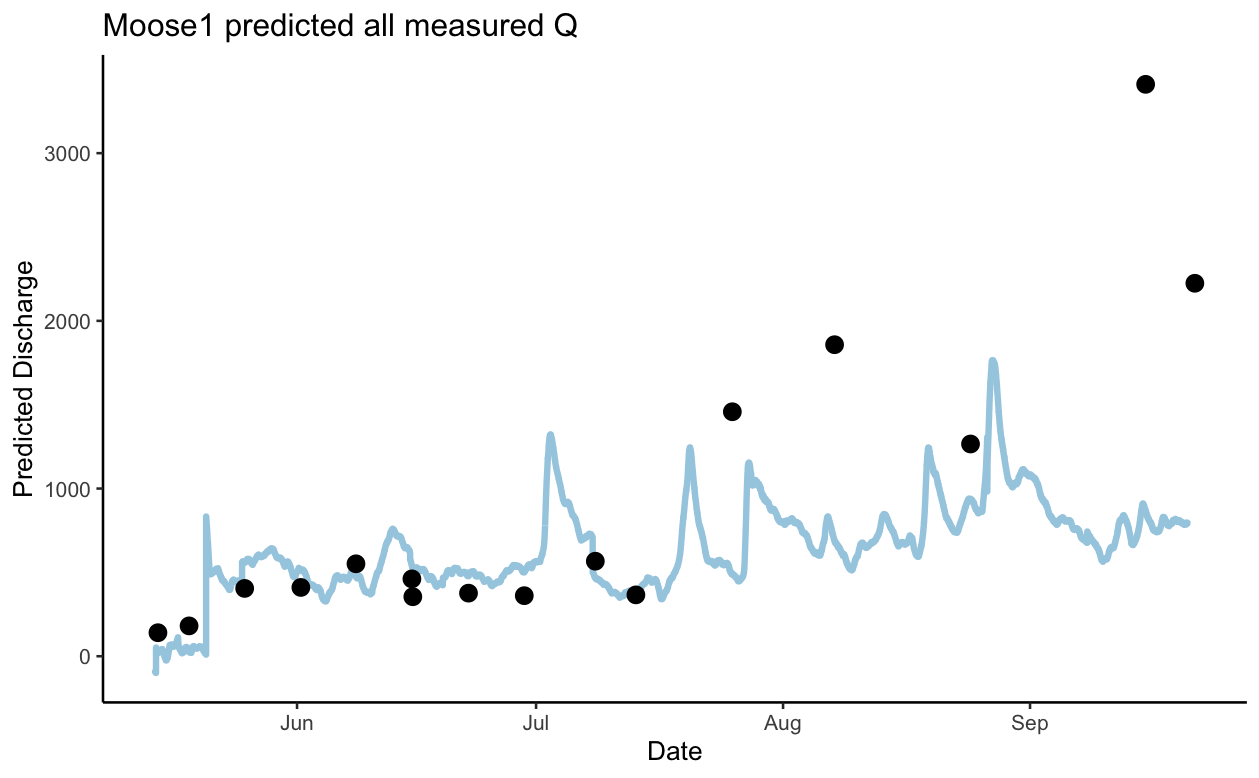 Moose1 predicted all measured Q
Predicted Discharge
3000
2000
1000
0
Jun
Jul
Aug
Sep
Date